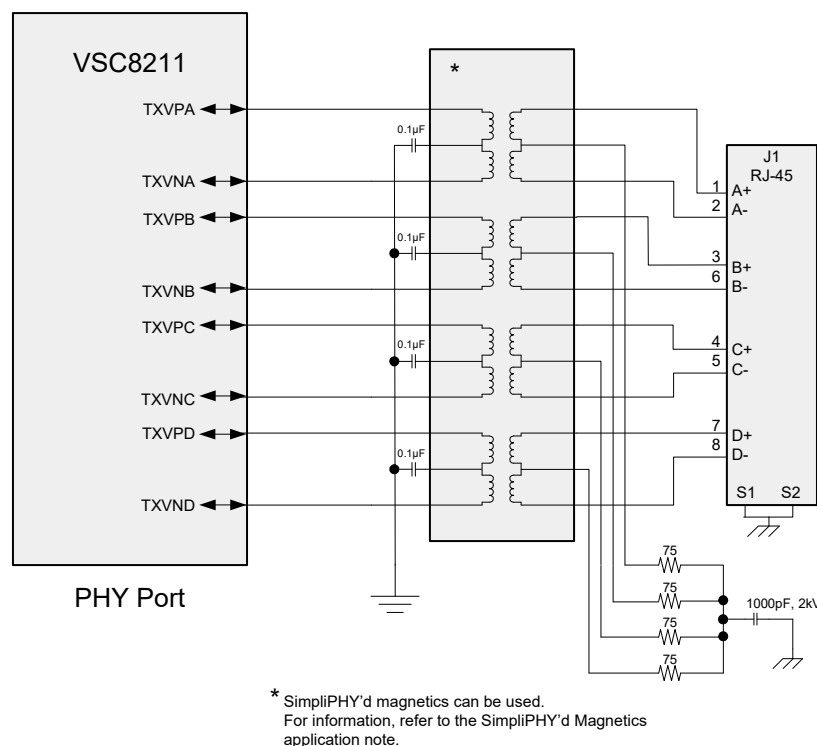 VSC8211
*
TXVPA
0.1µF
J1
RJ-45
TXVNA
1 A+
2 A-
TXVPB
0.1µF
3 B+
6 B-
TXVNB
TXVPC
0.1µF
4 C+
5 C-
TXVNC
TXVPD
7 D+
8 D-
0.1µF
TXVND
S1 S2
PHY Port
75
75
1000pF, 2kV
75
75
* SimpliPHY'd magnetics can be used.
For information, refer to the SimpliPHY'd Magnetics
application note.